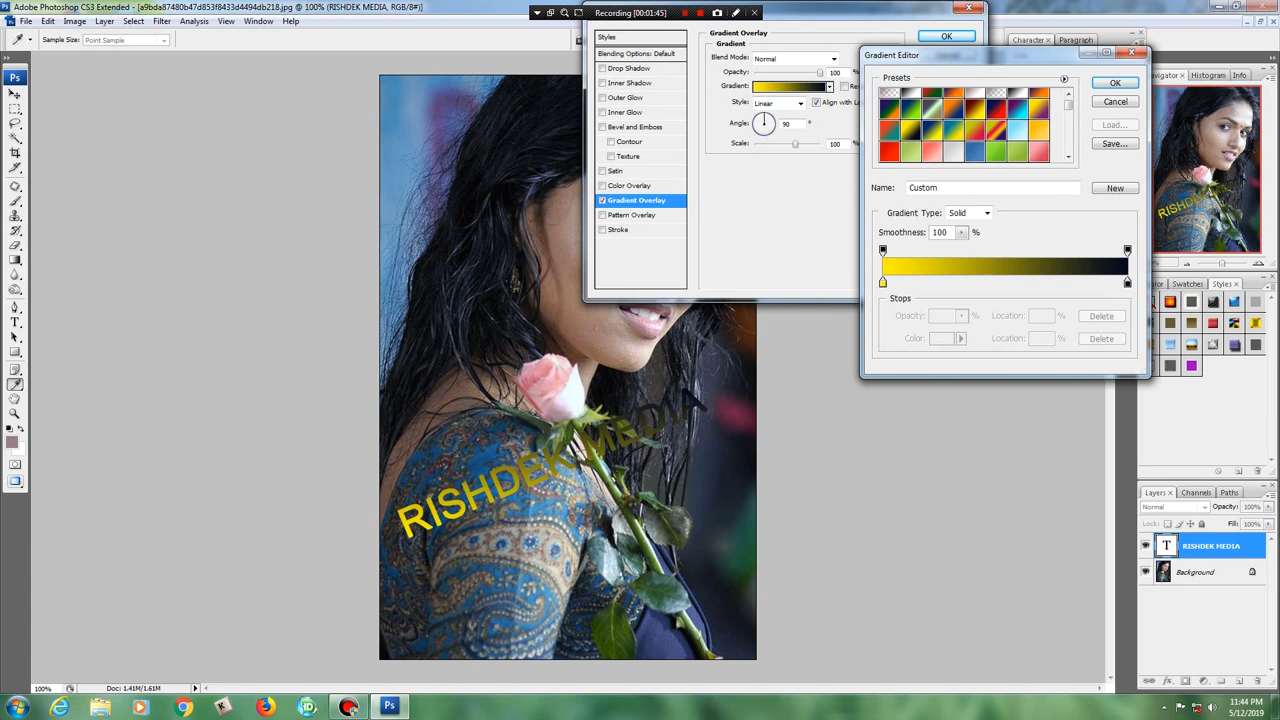 Adobe Photoshop CS3 Extended - [a9bda87480b47d853f8433d4494db218.jpg @ 100% (RISHDEK MEDIA, RGB/8#)]
Recording [00:01:45]
File Edit Image Layer Select Filter Analysis View Window Help
Sample Size: Point Sample
Styles
Blending Options: Default
Drop Shadow
Inner Shadow
Outer Glow
Inner Glow
Bevel and Emboss
Contour
Texture
Satin
Color Overlay
Gradient Overlay
Pattern Overlay
Stroke
Gradient Overlay
Gradient
Blend Mode: Normal
Opacity: 100 %
Gradient:
Style: Linear Align with
Angle: 90 °
Scale: 100
OK
Gradient Editor
Presets
OK
Cancel
Load...
Save...
Name: Custom
New
Gradient Type: Solid
Smoothness: 100 %
Stops
Opacity: % Location: % Delete
Color: Location: % Delete
Character Paragraph
Histogram Info
RISHDEK
Swatches Styles
Layers Channels Paths
Normal Opacity: 100%
Lock: Fill: 100%
T RISHDEK MEDIA
Background
RISHDEK MEDIA
100% Doc: 1.41M/1.61M
Ps
11:44 PM
5/12/2019